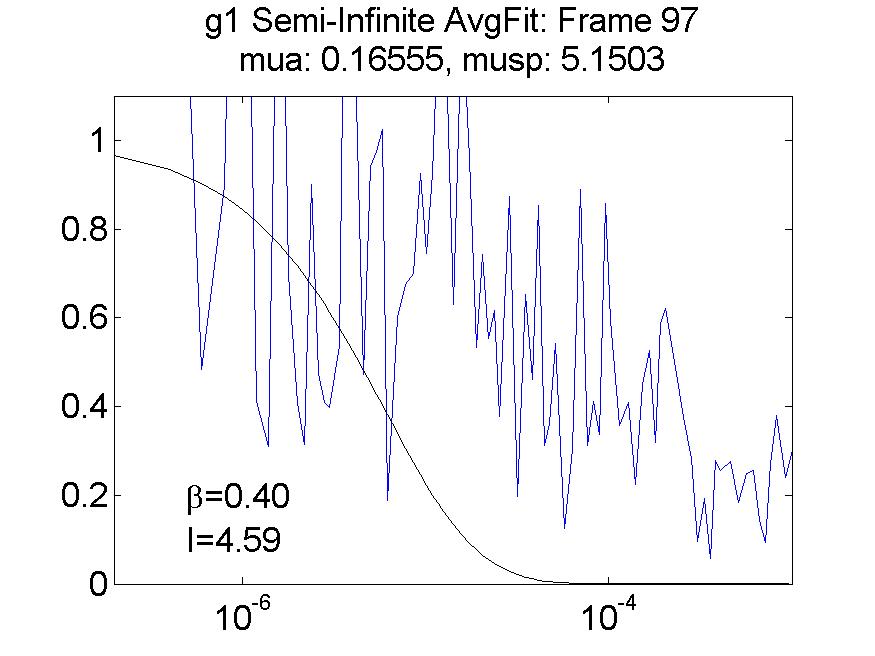 g1 Semi-Infinite AvgFit: Frame 97
mua: 0.16555, musp: 5.1503
1
0.8
0.6
0.4
0.2
0
β=0.40
I=4.59
10^-6
10^-4